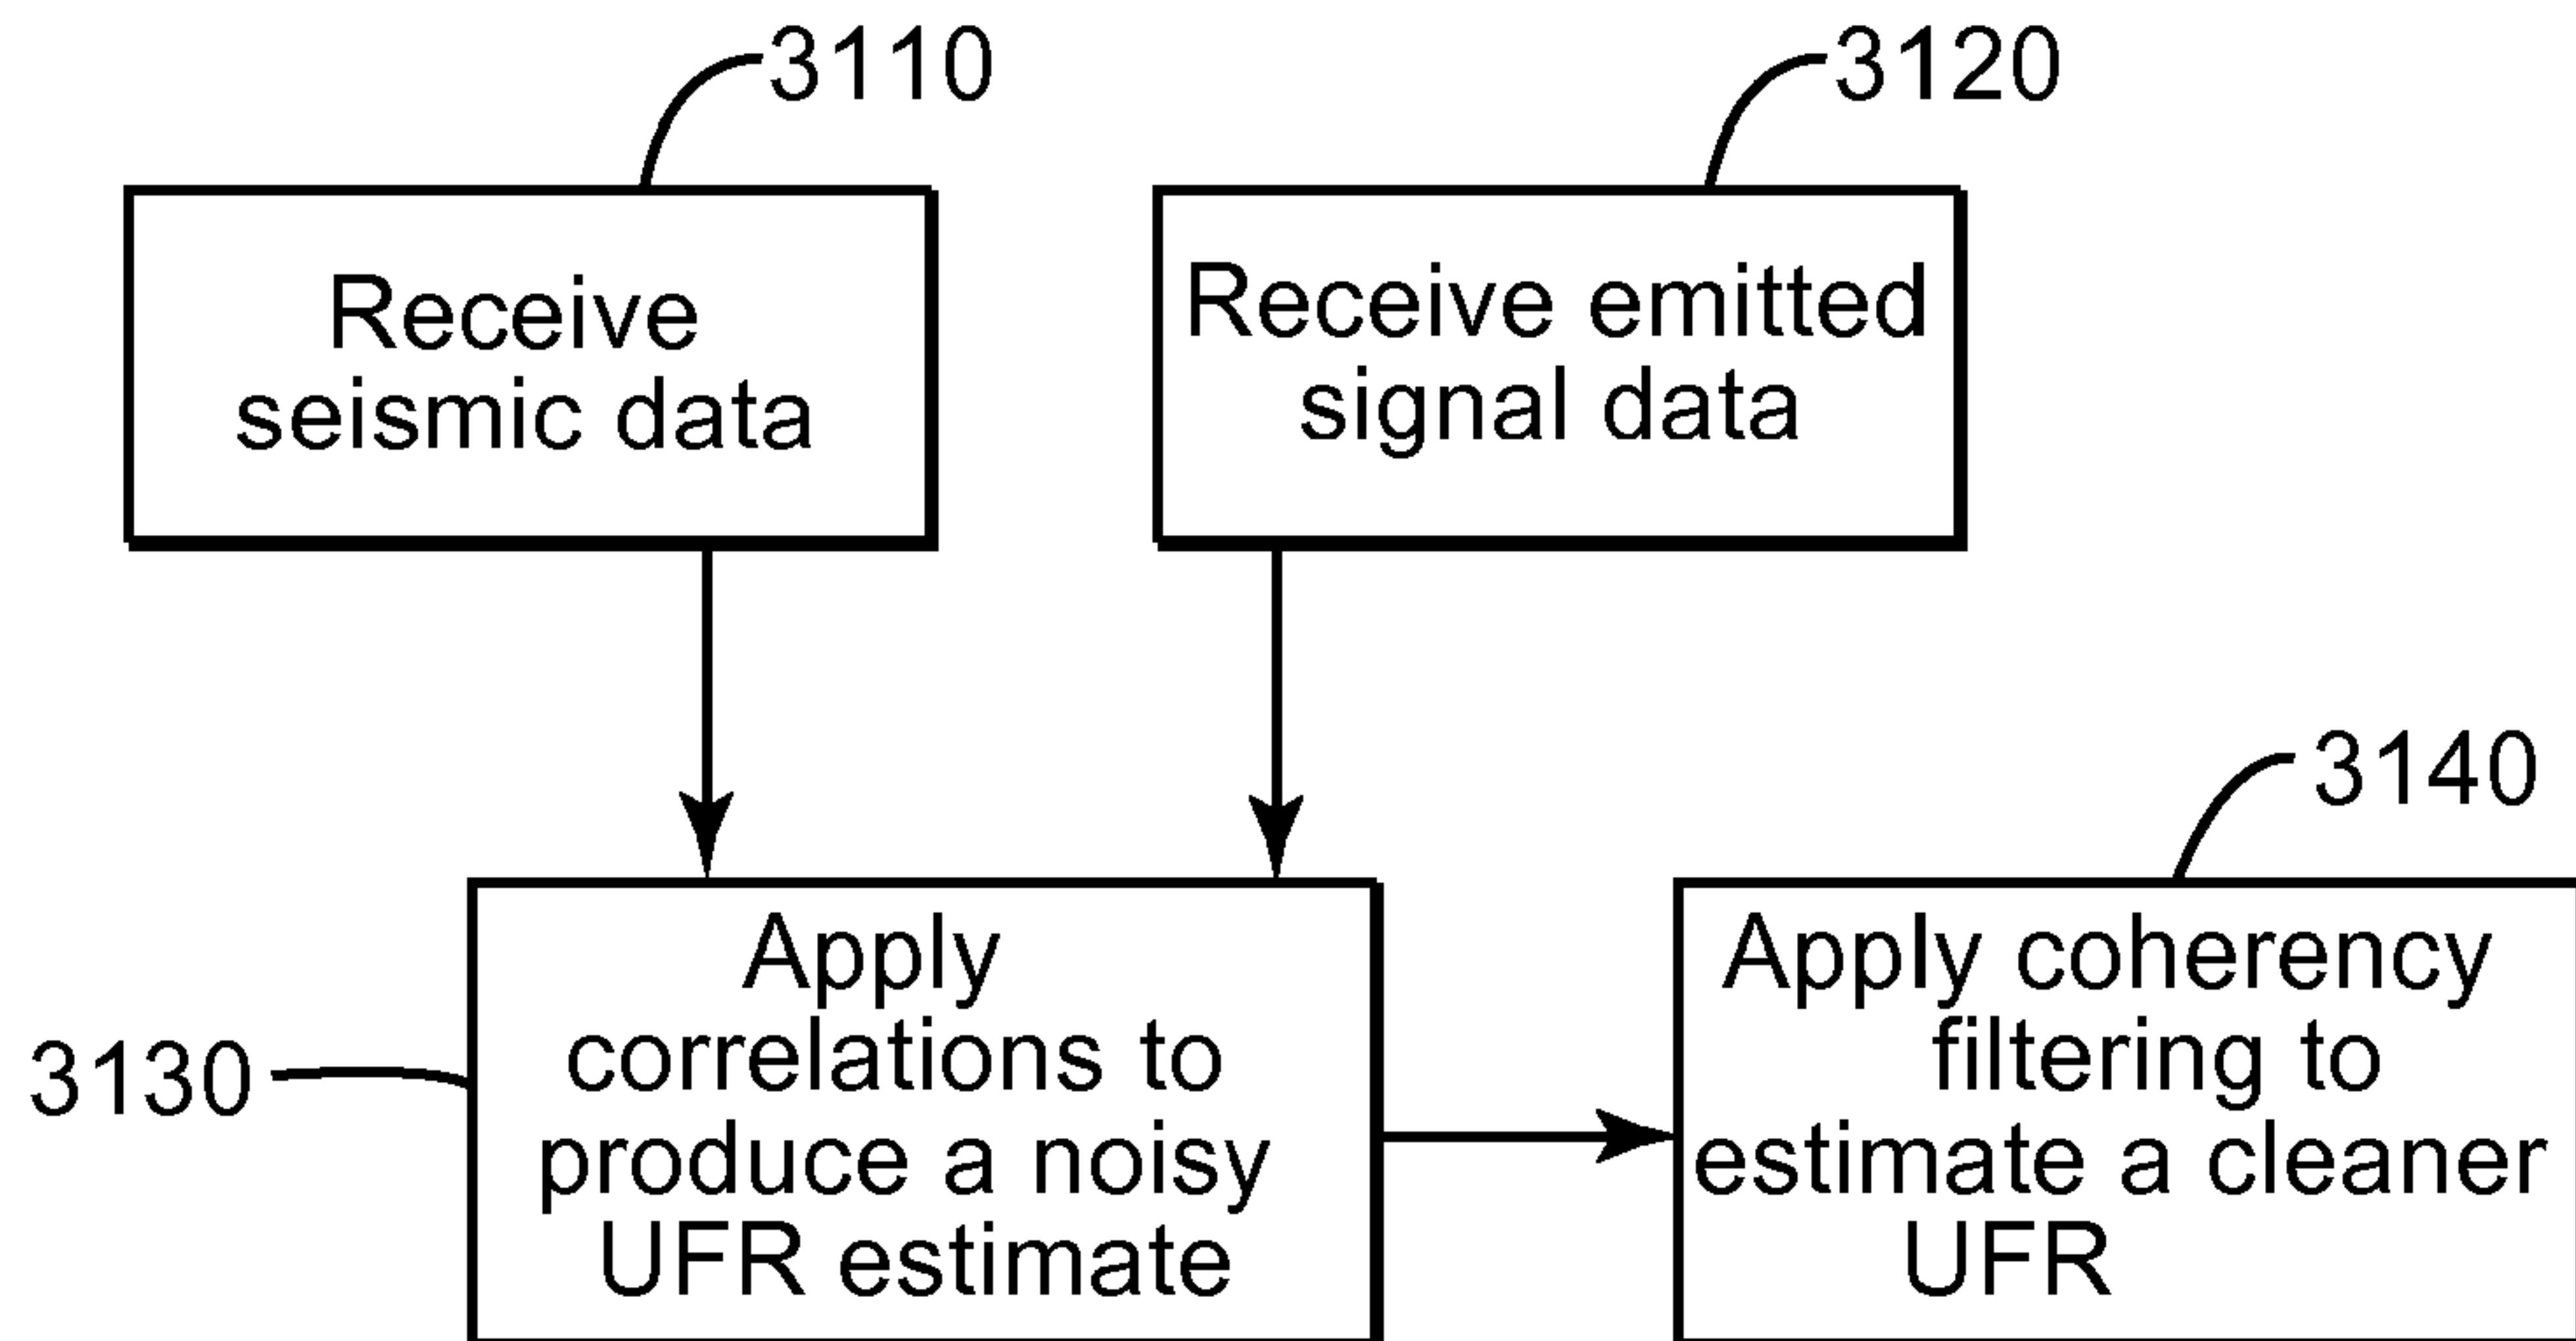 3110
3120
Receive
seismic data
Receive emitted
signal data
3140
3130
Apply
correlations to
produce a noisy
UFR estimate
Apply coherency
filtering to
estimate a cleaner
UFR